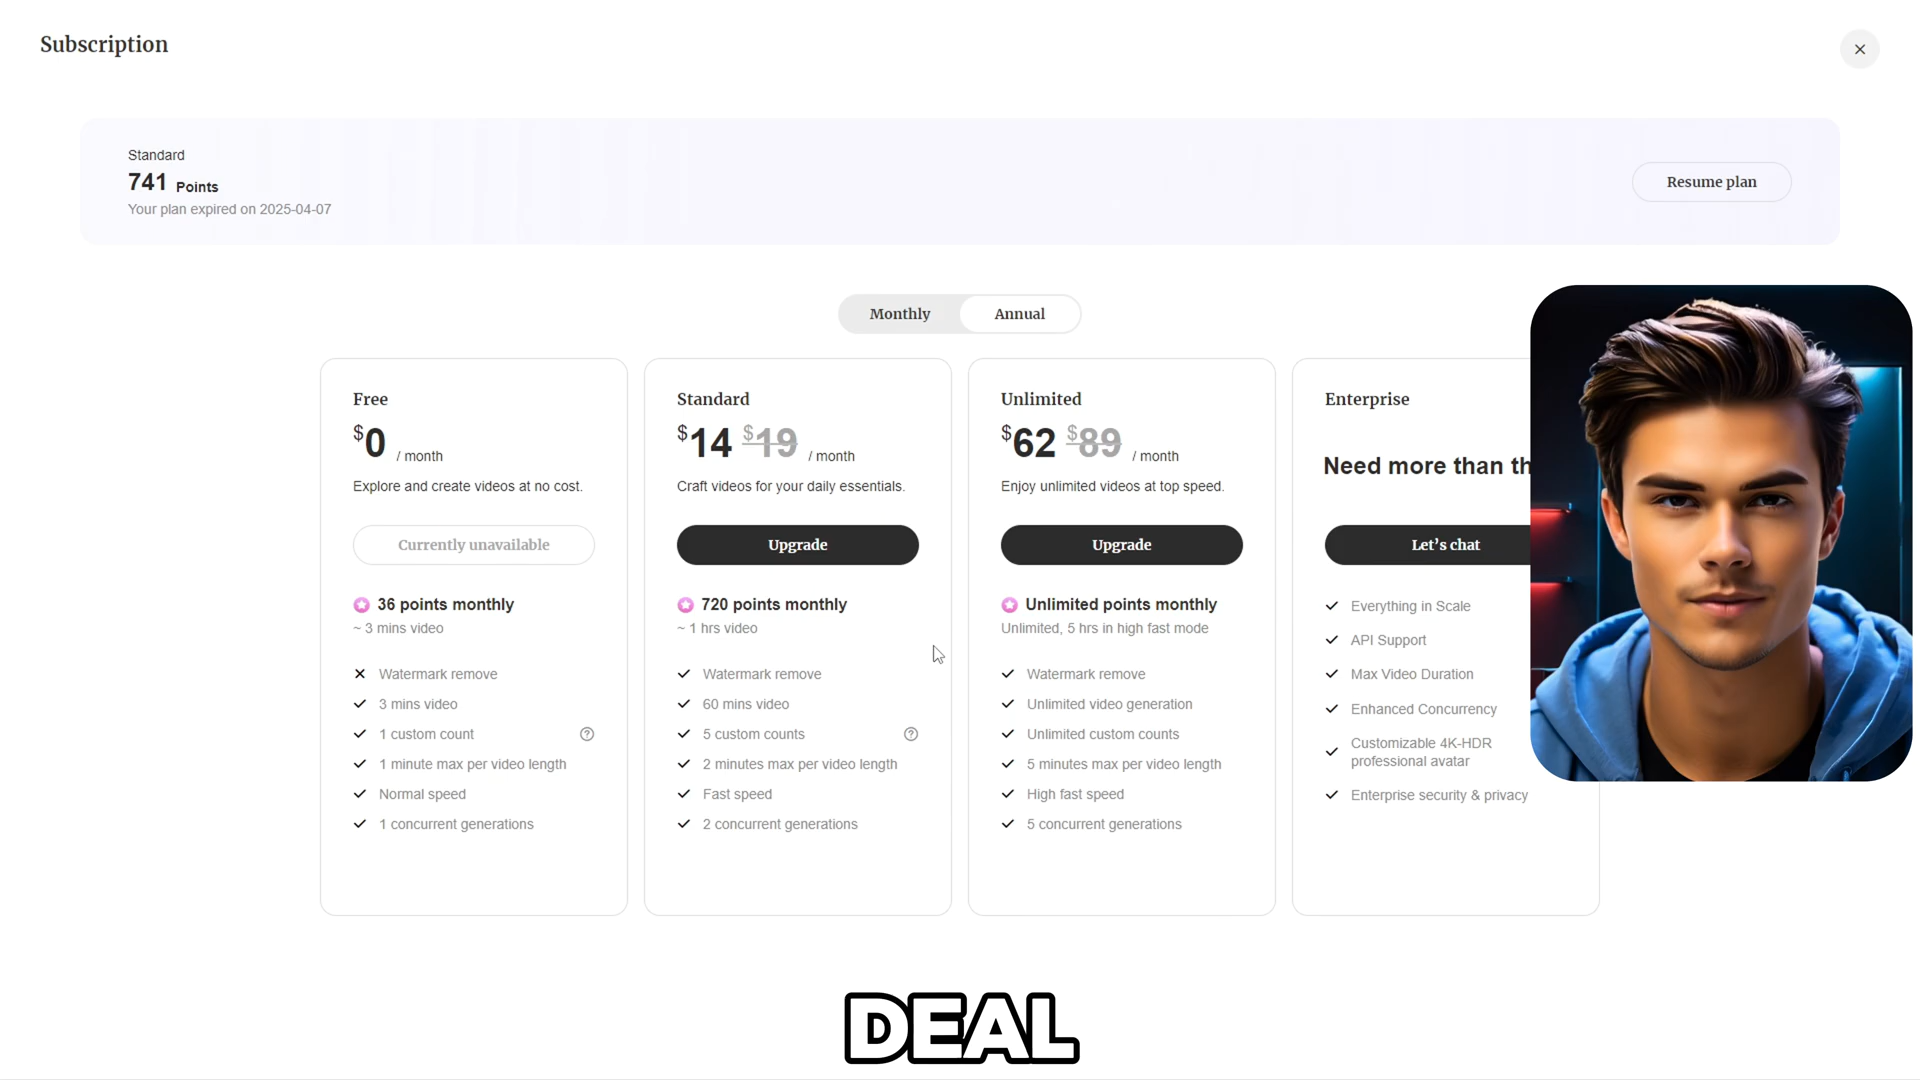 Subscription
Standard
741 Points
Your plan expired on 2025-04-07
Resume plan
Monthly
Annual
Free
$0 / month
Explore and create videos at no cost.
Currently unavailable
36 points monthly
~ 3 mins video
Watermark remove
3 mins video
1 custom count
1 minute max per video length
Normal speed
1 concurrent generations
Standard
$14 $19 / month
Craft videos for your daily essentials.
Upgrade
720 points monthly
~ 1 hrs video
Watermark remove
60 mins video
5 custom counts
2 minutes max per video length
Fast speed
2 concurrent generations
Unlimited
$62 $89 / month
Enjoy unlimited videos at top speed.
Upgrade
Unlimited points monthly
Unlimited, 5 hrs in high fast mode
Watermark remove
Unlimited video generation
Unlimited custom counts
5 minutes max per video length
High fast speed
5 concurrent generations
Enterprise
Need more than
Let's chat
Everything in Scale
API Support
Max Video Duration
Enhanced Concurrency
Customizable 4K-HDR
professional avatar
Enterprise security & privacy
DEAL